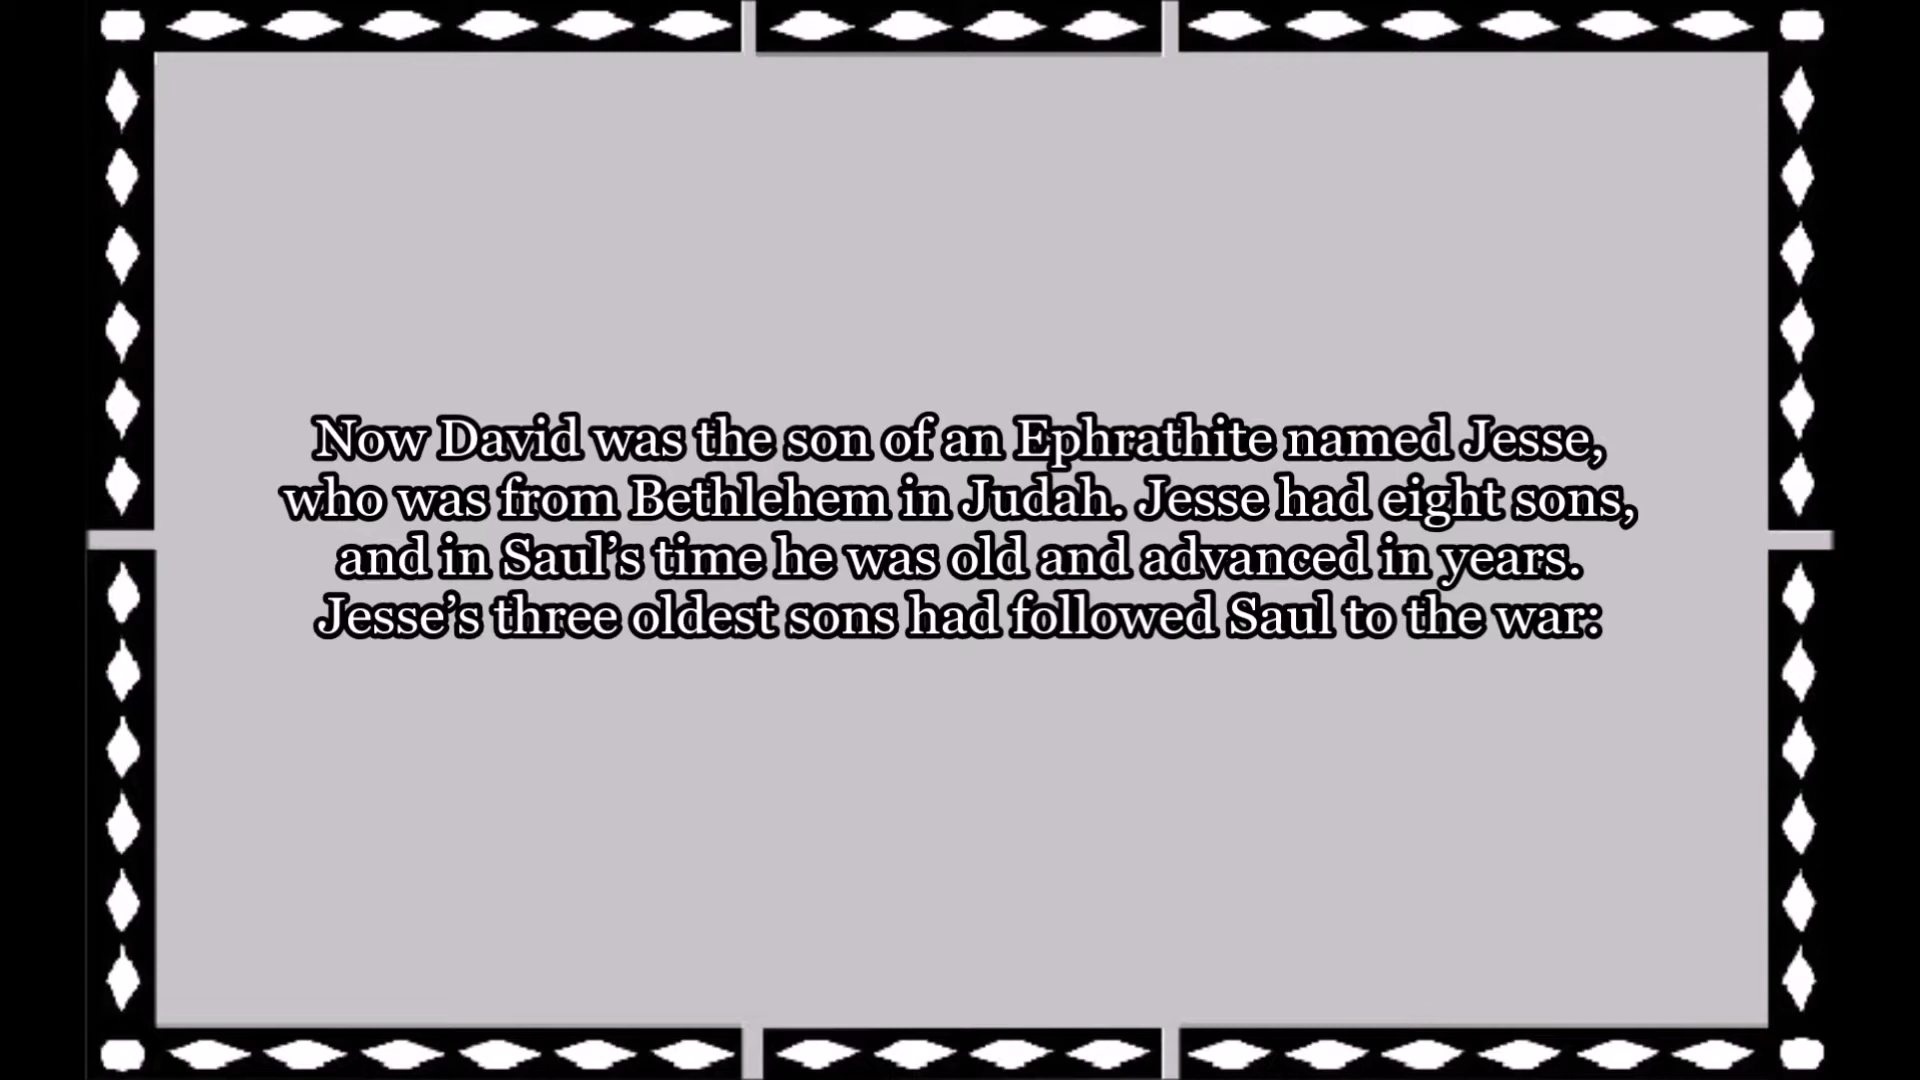 Now David was the son of an Ephrathite named Jesse,
who was from Bethlehem in Judah. Jesse had eight sons,
and in Saul’s time he was old and advanced in years.
Jesse’s three oldest sons had followed Saul to the war: